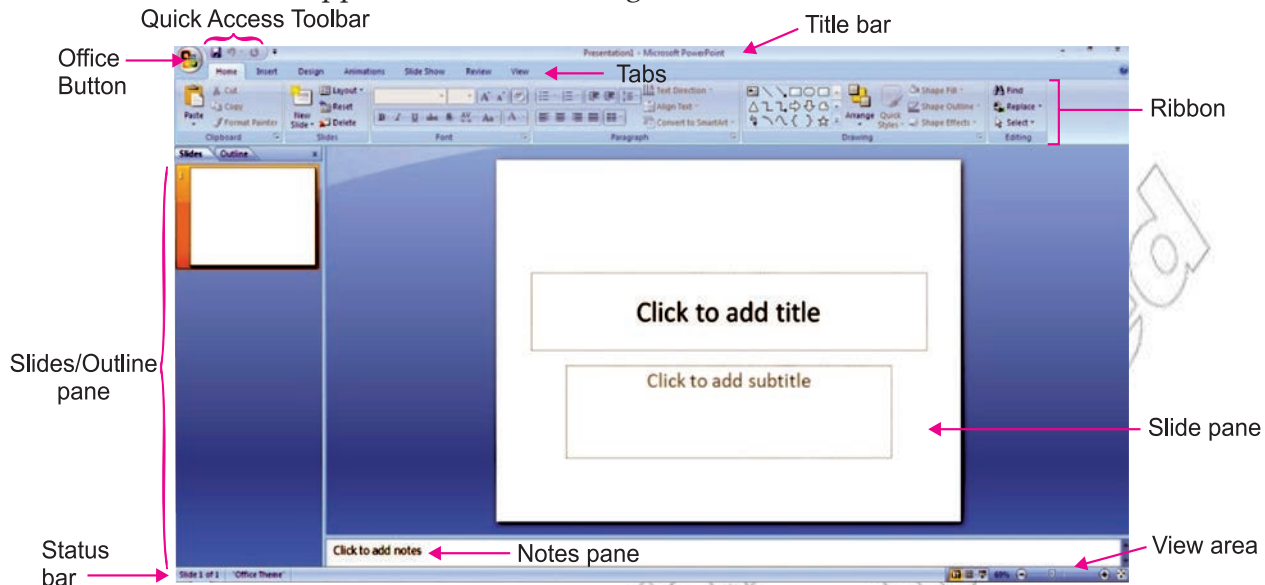 Quick Access Toolbar
Title bar
Office
Button
Presentation1 - Microsoft PowerPoint
Home Insert Design Animations Slide Show Review View
Tabs
Ribbon
Paste
Cut
Copy
Format Painter
Clipboard
New
Slide
Layout
Reset
Delete
Slides
Font
Text Direction
Align Text
Convert to SmartArt
Paragraph
Arrange
Quick
Styles
Shape Fill
Shape Outline
Shape Effects
Drawing
Find
Replace
Select
Editing
Slides Outline
1
Click to add title
Click to add subtitle
Slides/Outline
pane
Slide pane
Click to add notes
Notes pane
View area
Status
bar
Slide 1 of 1 "Office Theme"
69%